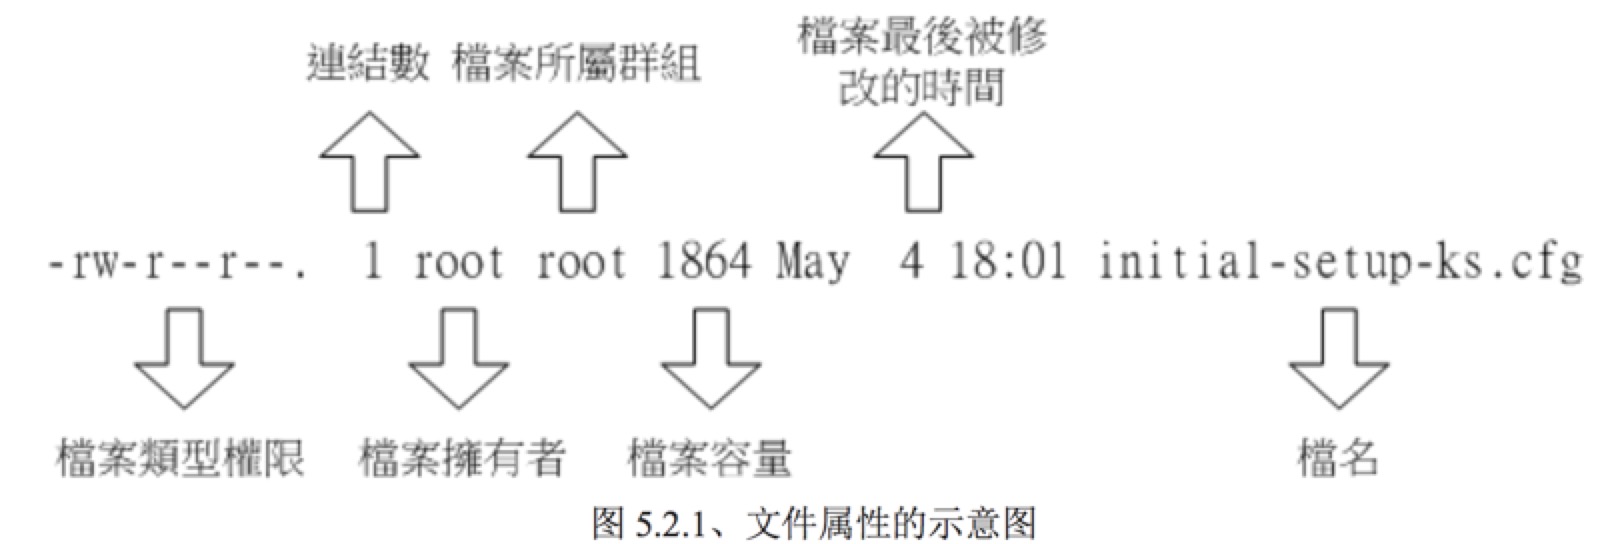 連結數 檔案所屬群組 檔案最後被修
改的時間
-rw-r--r--. 1 root root 1864 May 4 18:01 initial-setup-ks.cfg
檔案類型權限 檔案擁有者 檔案容量 檔名
图 5.2.1、文件属性的示意图